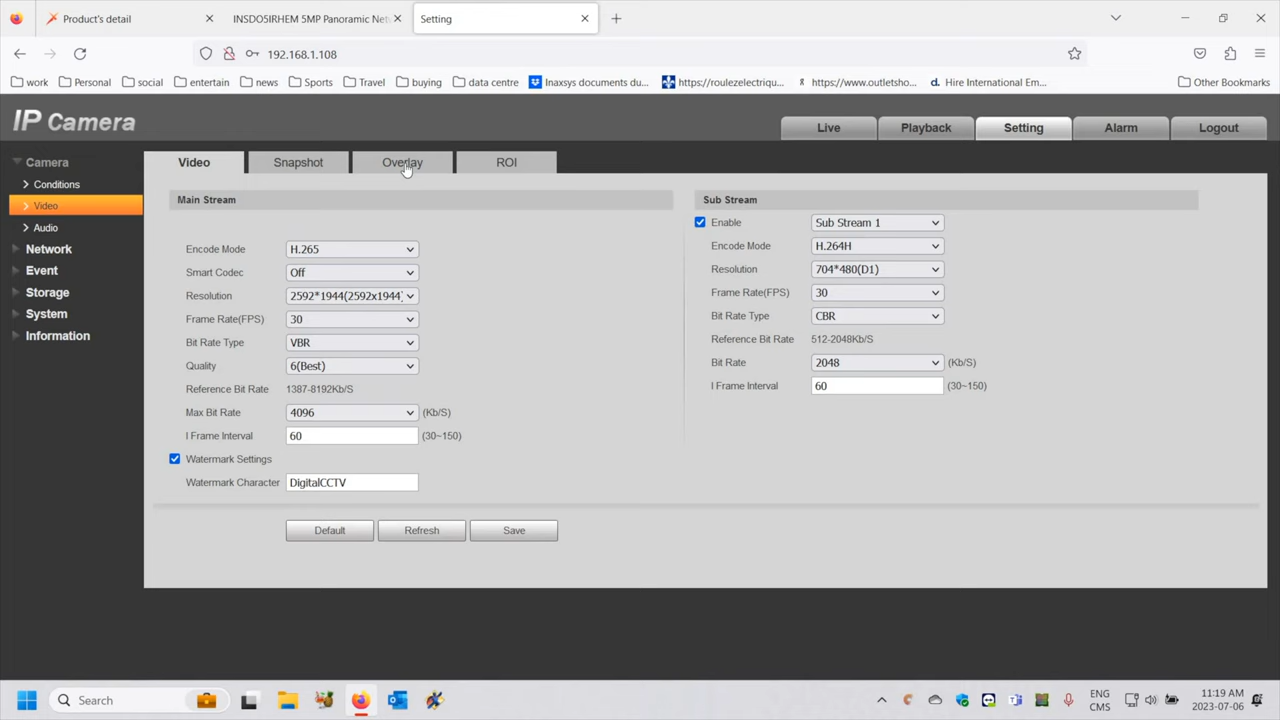 Product's detail
INSDO5IRHEM 5MP Panoramic Net
Setting
192.168.1.108
work Personal social entertain news Sports Travel buying data centre Inaxsys documents du... https://roulezelectriqu... https://www.outletsho... Hire International Em... Other Bookmarks
IP Camera
Live Playback Setting Alarm Logout
Camera
Conditions
Video
Audio
Network
Event
Storage
System
Information
Video Snapshot Overlay ROI
Main Stream
Encode Mode H.265
Smart Codec Off
Resolution 2592*1944(2592x1944)
Frame Rate(FPS) 30
Bit Rate Type VBR
Quality 6(Best)
Reference Bit Rate 1387-8192Kb/S
Max Bit Rate 4096 (Kb/S)
I Frame Interval 60 (30~150)
Watermark Settings
Watermark Character DigitalCCTV
Default Refresh Save
Sub Stream
Enable Sub Stream 1
Encode Mode H.264H
Resolution 704*480(D1)
Frame Rate(FPS) 30
Bit Rate Type CBR
Reference Bit Rate 512-2048Kb/S
Bit Rate 2048 (Kb/S)
I Frame Interval 60 (30~150)
Search
ENG
CMS
11:19 AM
2023-07-06